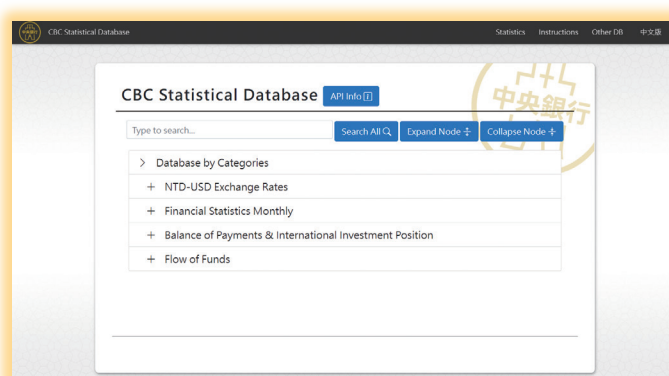 CBC Statistical Database
Statistics Instructions Other DB 中文版
CBC Statistical Database API Info
中央銀行
Type to search... Search All Expand Node Collapse Node
Database by Categories
NTD-USD Exchange Rates
Financial Statistics Monthly
Balance of Payments & International Investment Position
Flow of Funds